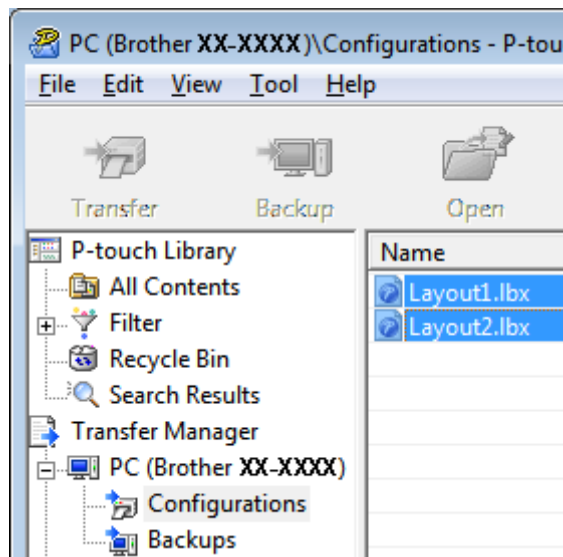 PC (Brother XX-XXXX)\Configurations - P-tou
File Edit View Tool Help
Transfer Backup Open
P-touch Library
All Contents
Filter
Recycle Bin
Search Results
Transfer Manager
PC (Brother XX-XXXX)
Configurations
Backups
Name
Layout1.lbx
Layout2.lbx